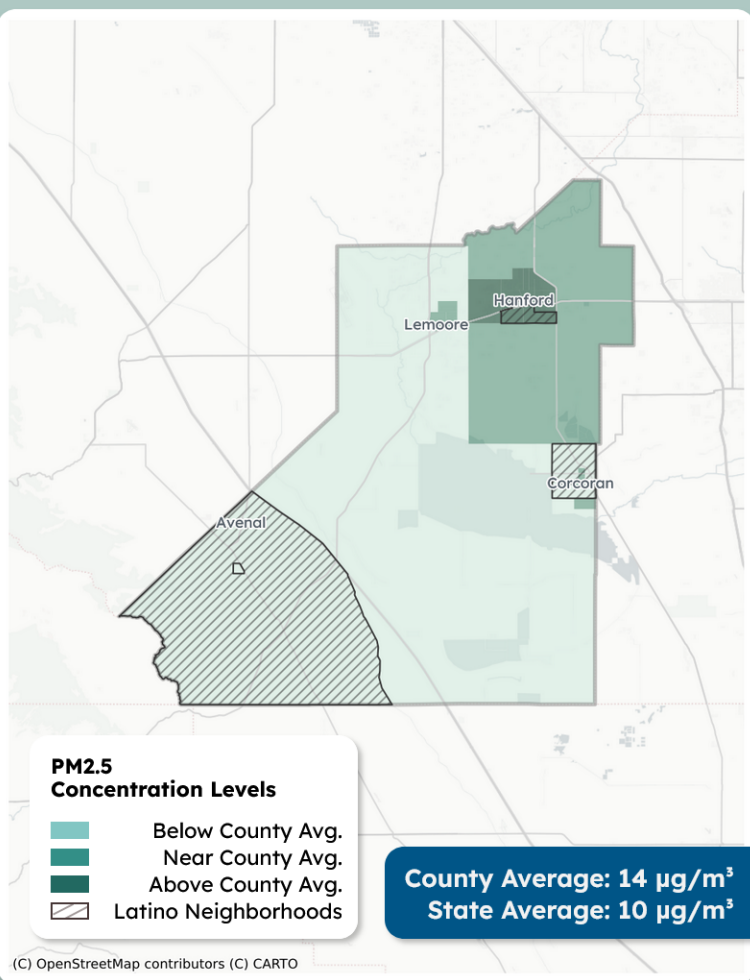 Hanford
Lemoore
Corcoran
Avenal
PM2.5
Concentration Levels
Below County Avg.
Near County Avg.
Above County Avg.
Latino Neighborhoods
County Average: 14 µg/m³
State Average: 10 µg/m³
(C) OpenStreetMap contributors (C) CARTO